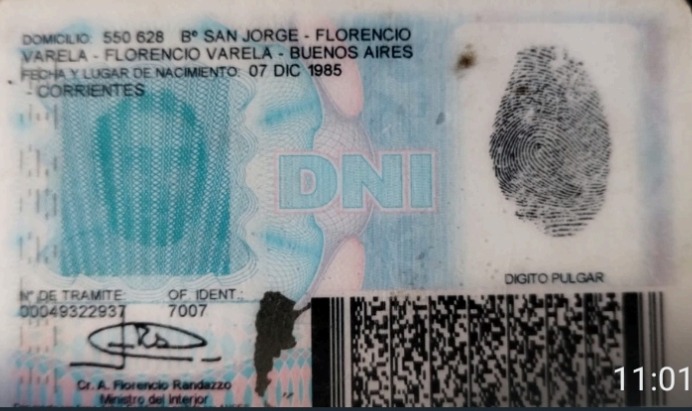 DOMICILIO: 550 628 Bº SAN JORGE - FLORENCIO
VARELA - FLORENCIO VARELA - BUENOS AIRES
FECHA Y LUGAR DE NACIMIENTO: 07 DIC 1985
- CORRIENTES
DNI
DIGITO PULGAR
Nº DE TRAMITE: OF. IDENT.:
00049322937 7007
Cr. A. Florencio Randazzo
Ministro del Interior
11:01